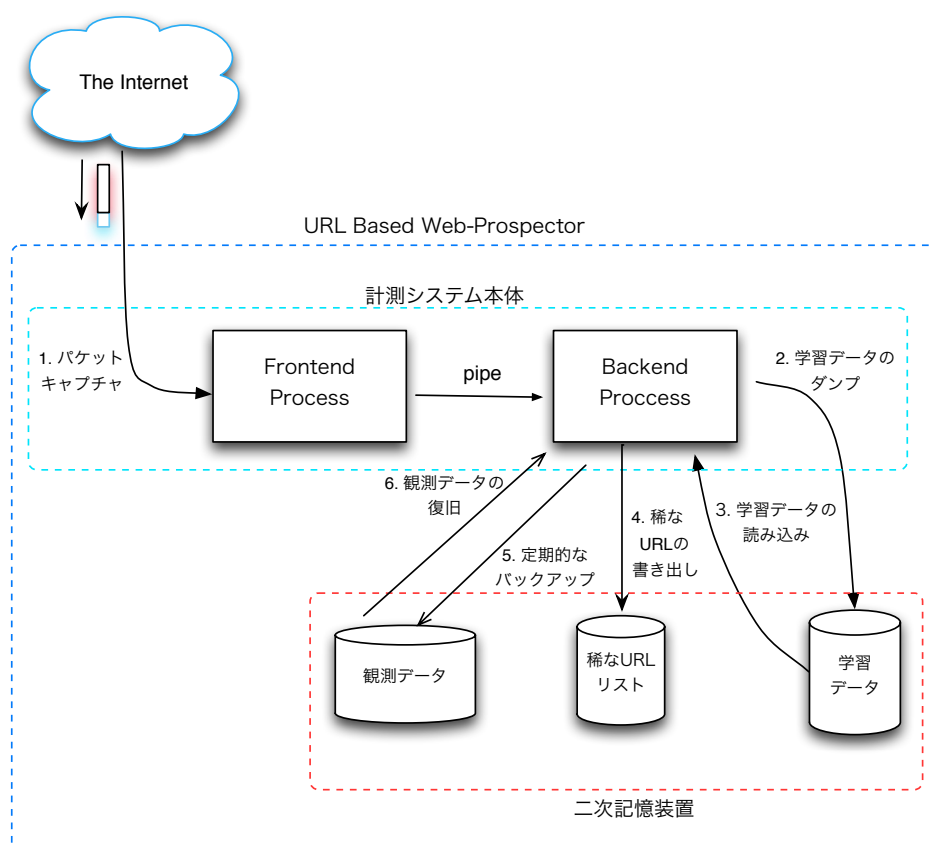 The Internet
URL Based Web-Prospector
計測システム本体
1. パケット
キャプチャ
Frontend
Process
pipe
Backend
Proccess
2. 学習データの
ダンプ
6. 観測データの
復旧
5. 定期的な
バックアップ
4. 稀な
URLの
書き出し
3. 学習データの
読み込み
観測データ
稀なURL
リスト
学習
データ
二次記憶装置